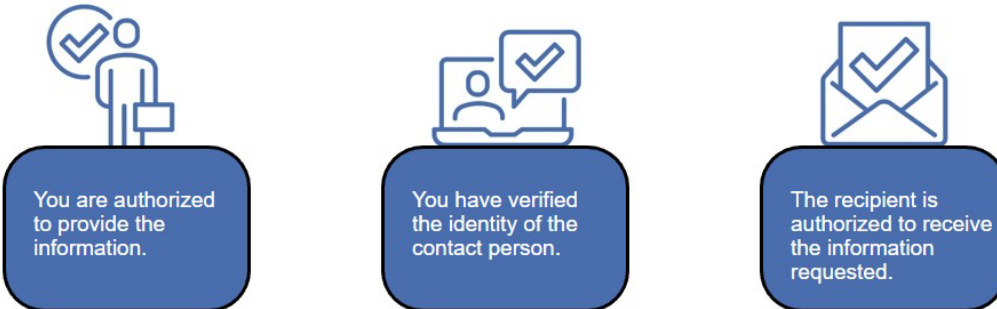 You are authorized
to provide the
information.
You have verified
the identity of the
contact person.
The recipient is
authorized to receive
the information
requested.